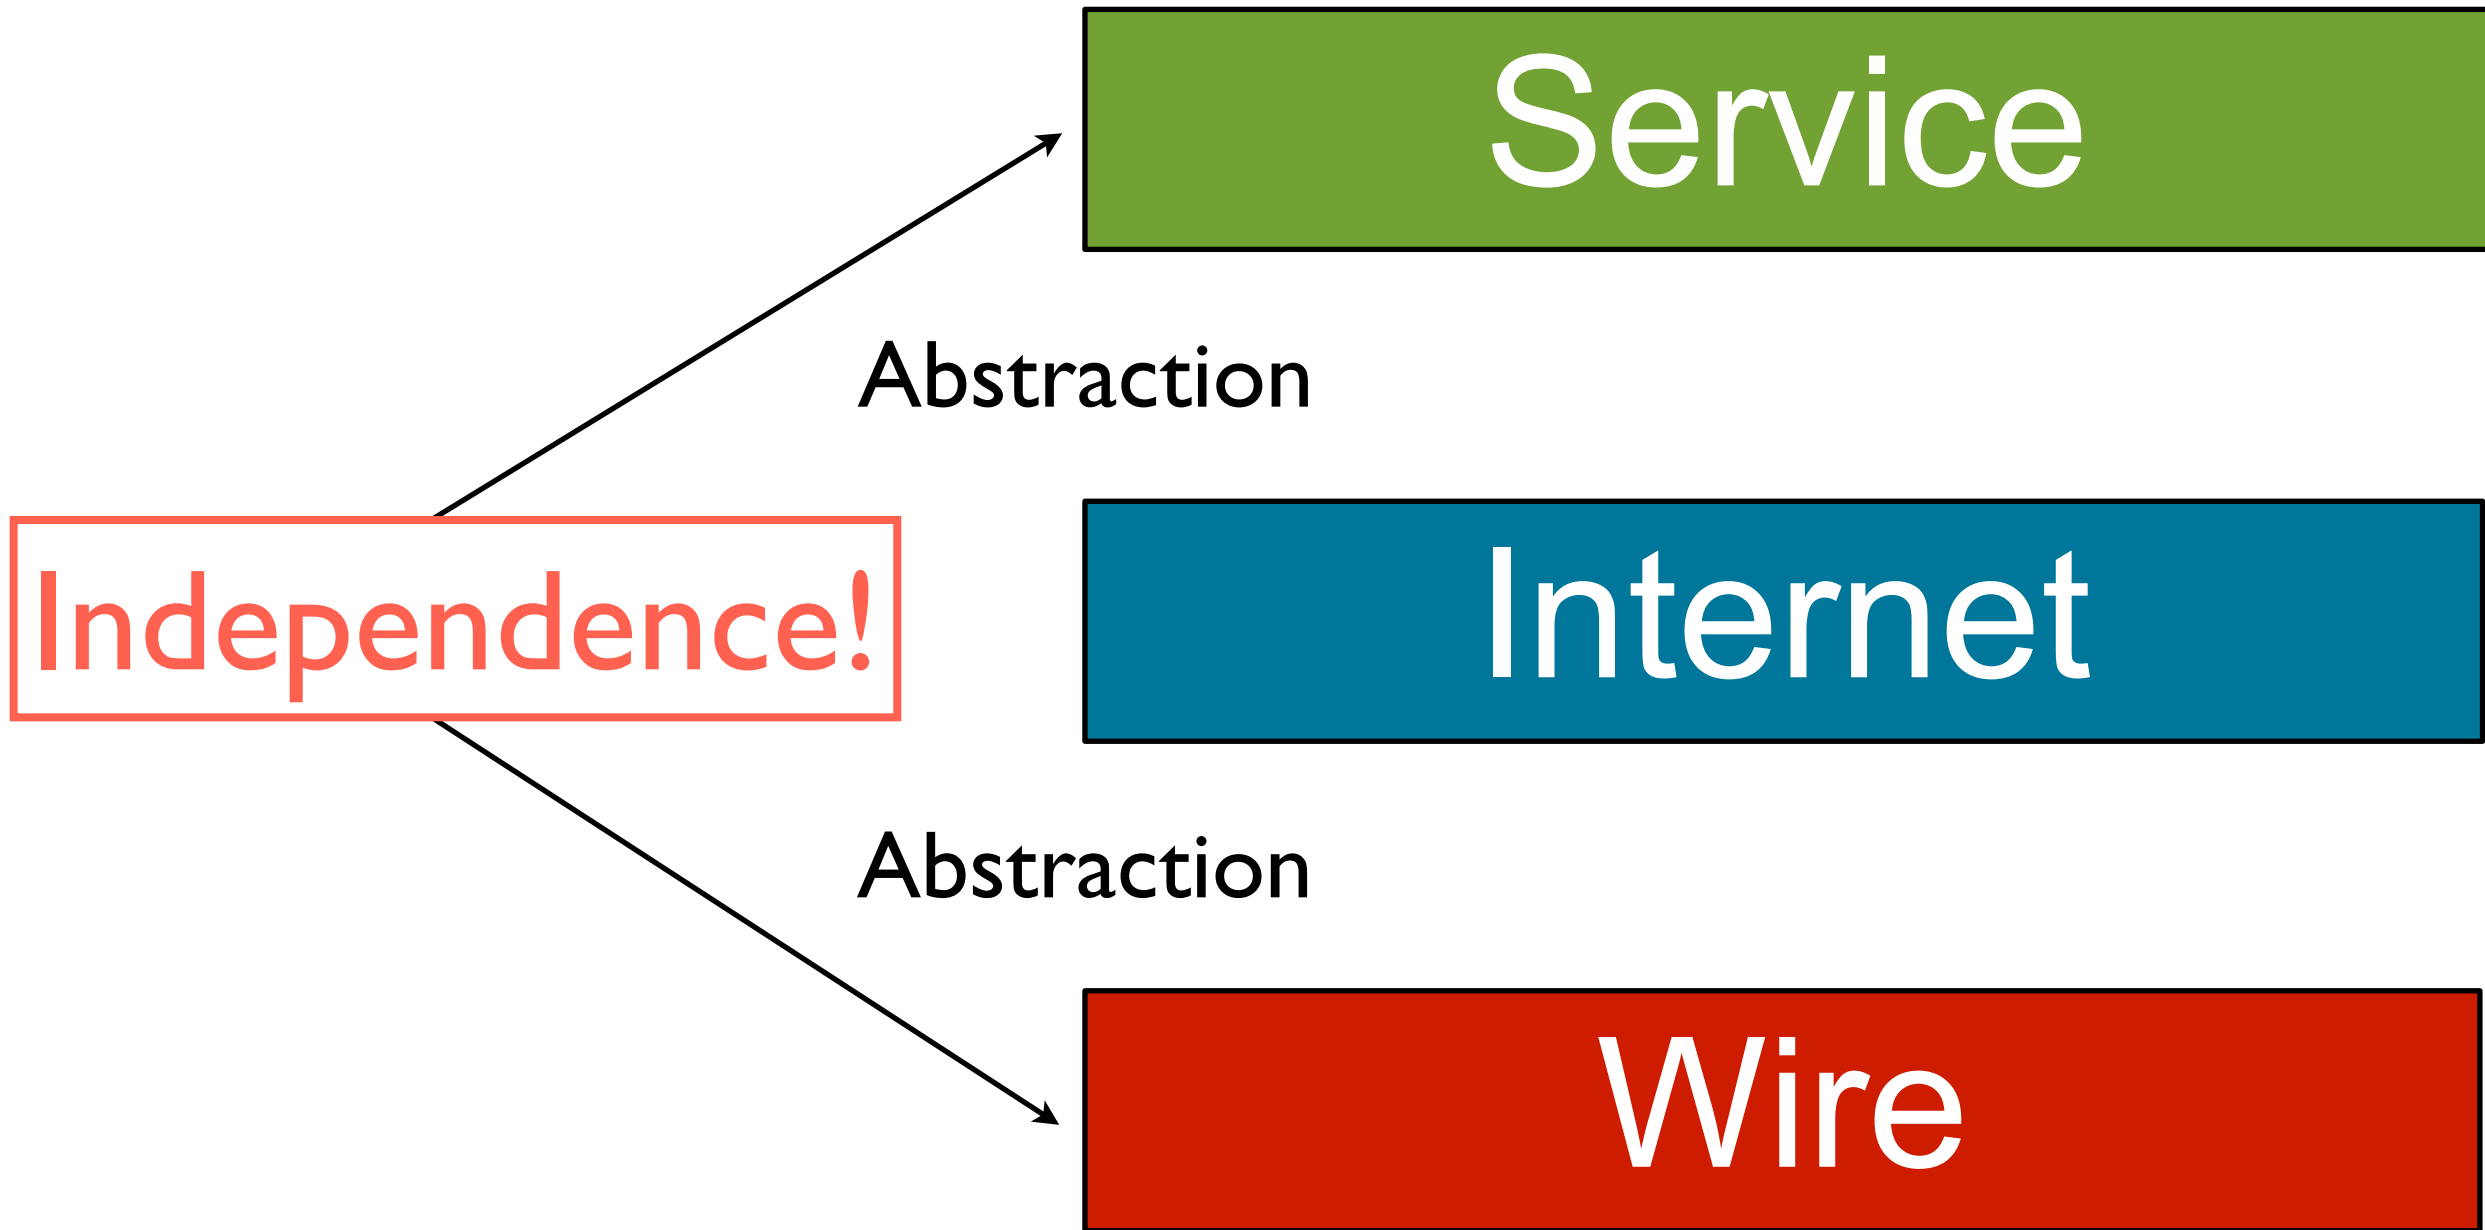 Service
Abstraction
Independence!
Internet
Abstraction
Wire